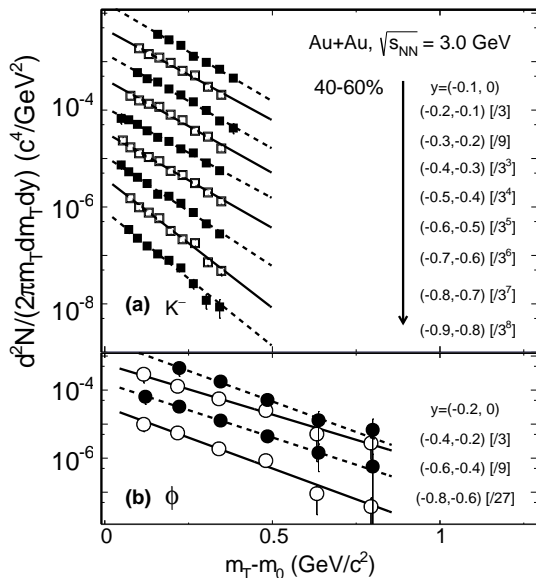 Au+Au, √s_NN = 3.0 GeV
40-60%
y=(-0.1, 0)
(-0.2,-0.1) [/3]
(-0.3,-0.2) [/9]
(-0.4,-0.3) [/3³]
(-0.5,-0.4) [/3⁴]
(-0.6,-0.5) [/3⁵]
(-0.7,-0.6) [/3⁶]
(-0.8,-0.7) [/3⁷]
(-0.9,-0.8) [/3⁸]
10⁻⁴
10⁻⁶
10⁻⁸
d²N/(2πm_T dm_T dy) (c⁴/GeV²)
(a) K⁻
y=(-0.2, 0)
(-0.4,-0.2) [/3]
(-0.6,-0.4) [/9]
(-0.8,-0.6) [/27]
10⁻⁴
10⁻⁶
(b) ϕ
0 0.5 1
m_T-m₀ (GeV/c²)